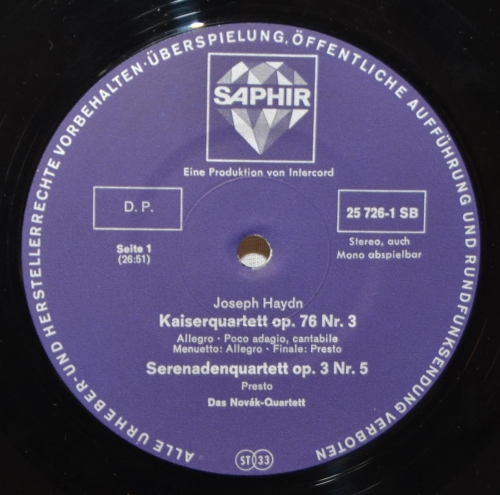 ALLE URHEBER- UND HERSTELLERRECHTE VORBEHALTEN · ÜBERSPIELUNG, ÖFFENTLICHE AUFFÜHRUNG UND RUNDFUNKSENDUNG VERBOTEN
SAPHIR
Eine Produktion von Intercord
D. P.
25 726-1 SB
Seite 1
(26:51)
Stereo, auch
Mono abspielbar
Joseph Haydn
Kaiserquartett op. 76 Nr. 3
Allegro · Poco adagio, cantabile
Menuetto: Allegro · Finale: Presto
Serenadenquartett op. 3 Nr. 5
Presto
Das Novák-Quartett
ST 33